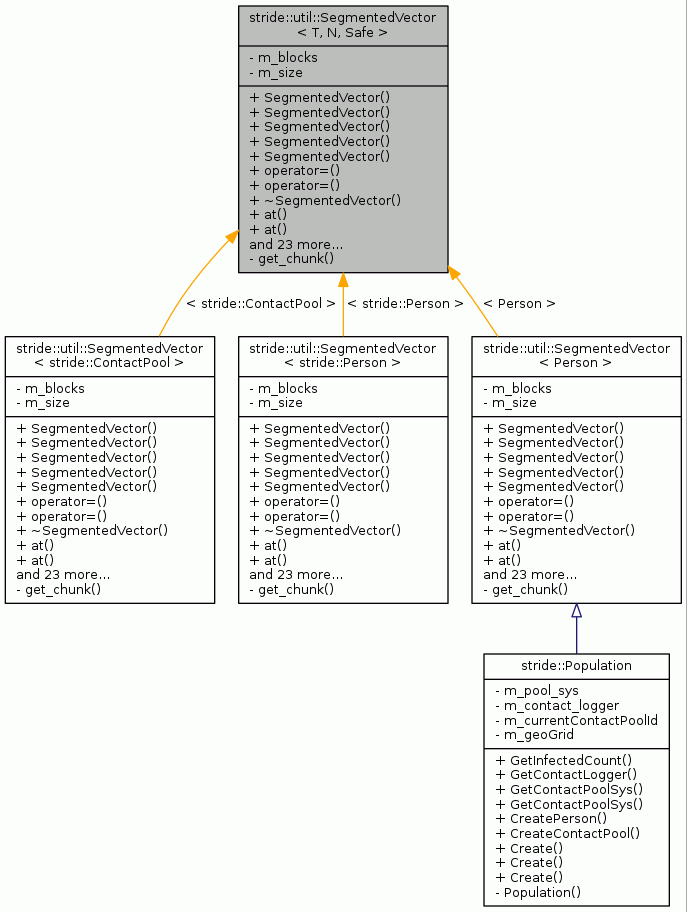 stride::util::SegmentedVector
< T, N, Safe >
- m_blocks
- m_size
+ SegmentedVector()
+ SegmentedVector()
+ SegmentedVector()
+ SegmentedVector()
+ SegmentedVector()
+ operator=()
+ operator=()
+ ~SegmentedVector()
+ at()
+ at()
and 23 more...
- get_chunk()
< stride::ContactPool >
< stride::Person >
< Person >
stride::util::SegmentedVector
< stride::ContactPool >
- m_blocks
- m_size
+ SegmentedVector()
+ SegmentedVector()
+ SegmentedVector()
+ SegmentedVector()
+ SegmentedVector()
+ operator=()
+ operator=()
+ ~SegmentedVector()
+ at()
+ at()
and 23 more...
- get_chunk()
stride::util::SegmentedVector
< stride::Person >
- m_blocks
- m_size
+ SegmentedVector()
+ SegmentedVector()
+ SegmentedVector()
+ SegmentedVector()
+ SegmentedVector()
+ operator=()
+ operator=()
+ ~SegmentedVector()
+ at()
+ at()
and 23 more...
- get_chunk()
stride::util::SegmentedVector
< Person >
- m_blocks
- m_size
+ SegmentedVector()
+ SegmentedVector()
+ SegmentedVector()
+ SegmentedVector()
+ SegmentedVector()
+ operator=()
+ operator=()
+ ~SegmentedVector()
+ at()
+ at()
and 23 more...
- get_chunk()
stride::Population
- m_pool_sys
- m_contact_logger
- m_currentContactPoolId
- m_geoGrid
+ GetInfectedCount()
+ GetContactLogger()
+ GetContactPoolSys()
+ GetContactPoolSys()
+ CreatePerson()
+ CreateContactPool()
+ Create()
+ Create()
+ Create()
- Population()